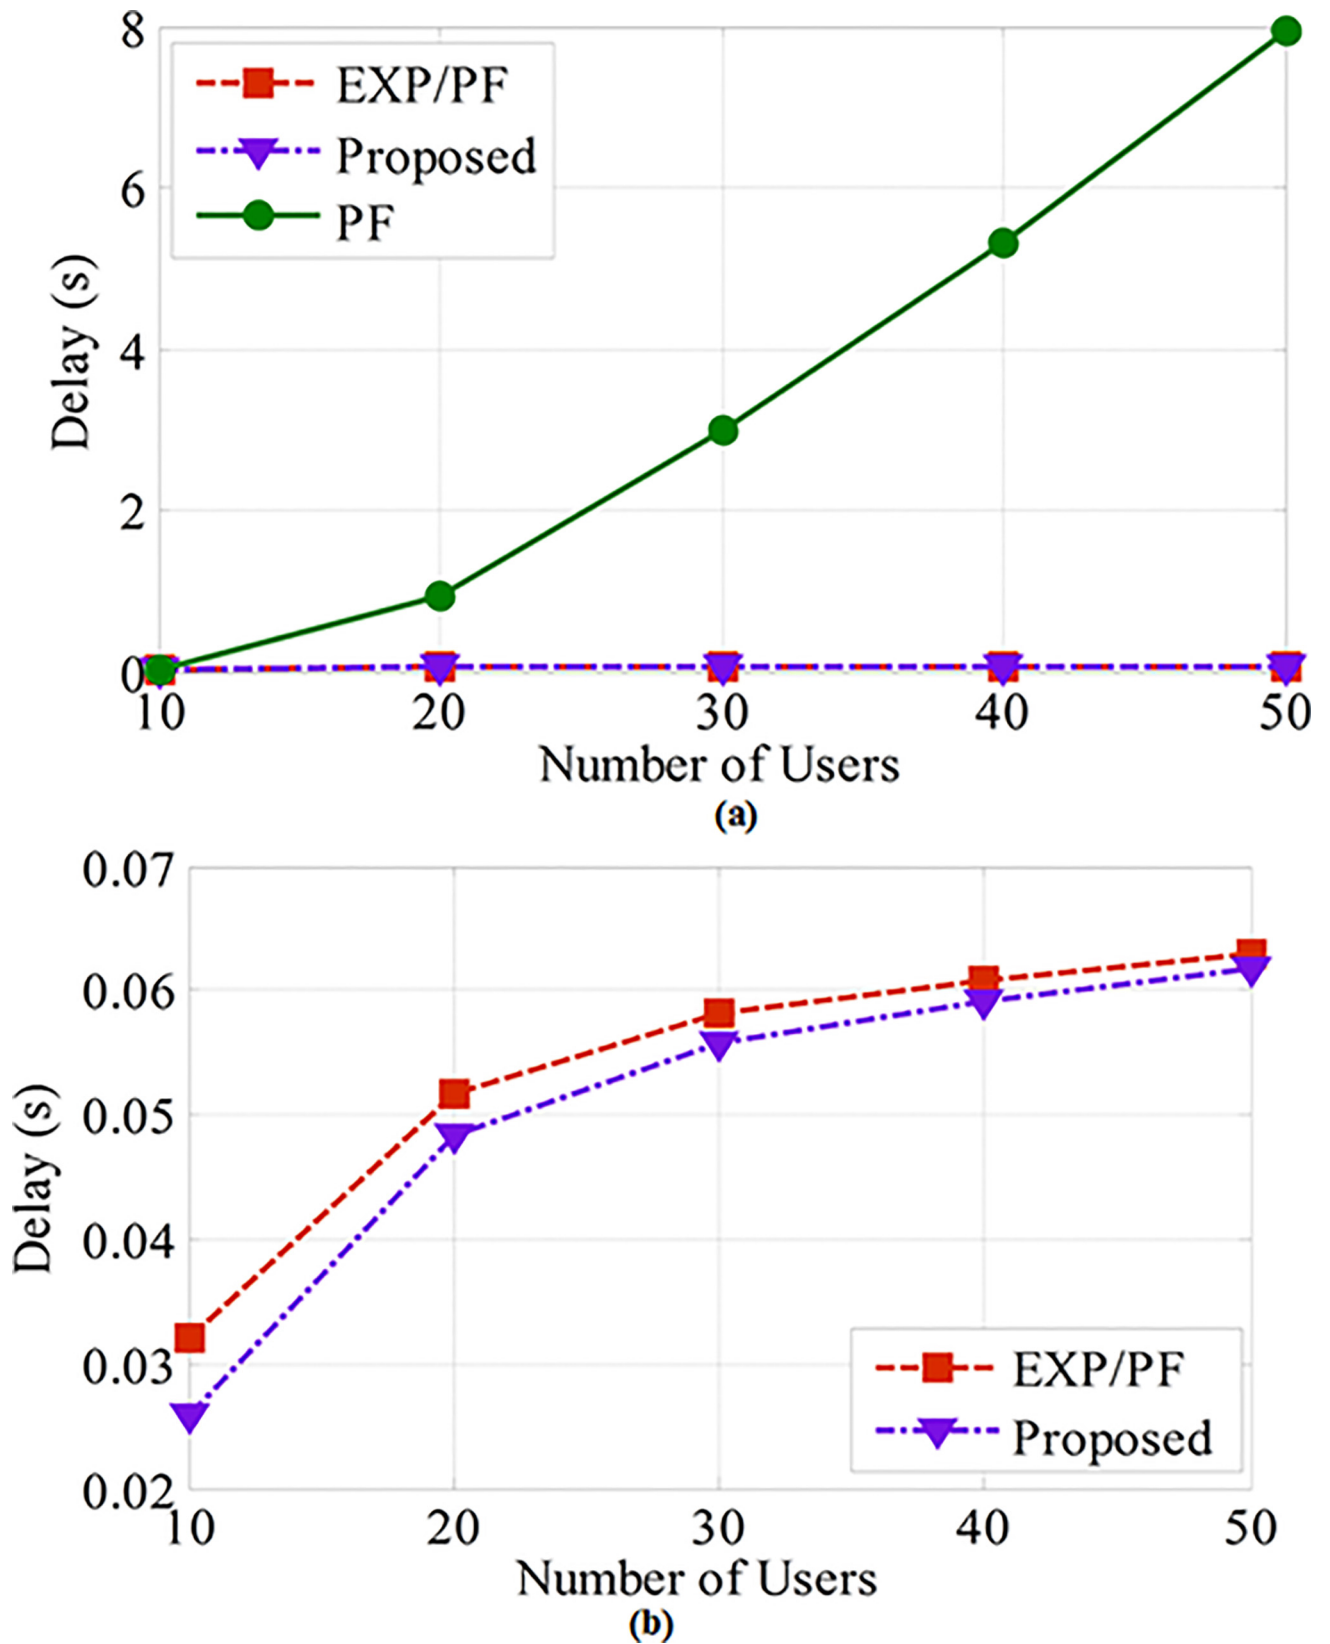 8
EXP/PF
Proposed
PF
6
4
2
0
Delay (s)
10 20 30 40 50
Number of Users
(a)
0.07
0.06
0.05
0.04
0.03
0.02
Delay (s)
EXP/PF
Proposed
10 20 30 40 50
Number of Users
(b)